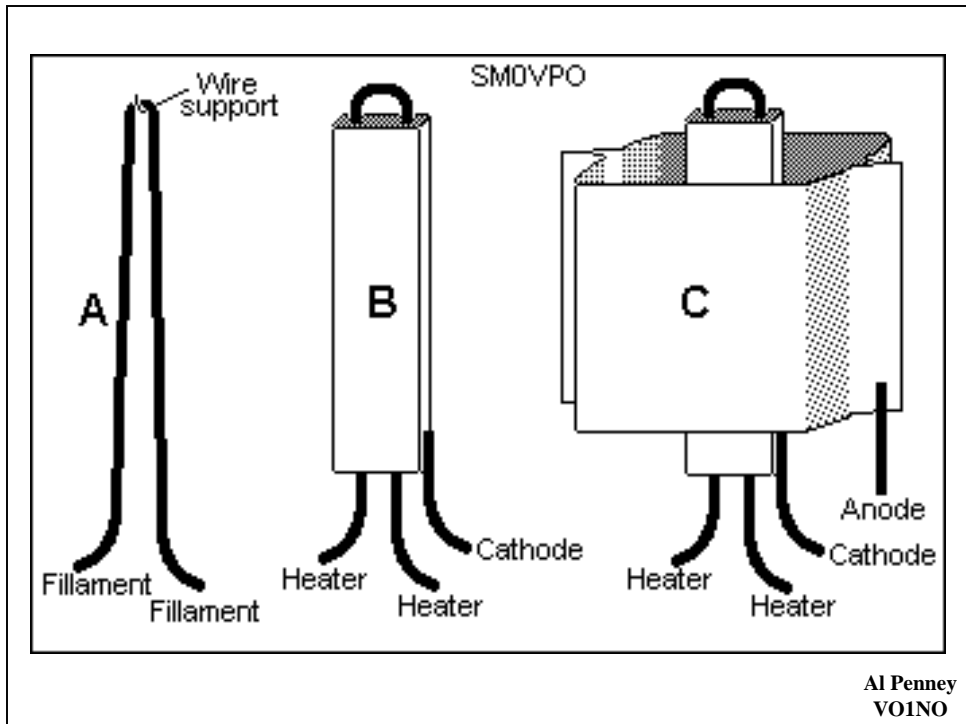 SM0VPO
Wire
support
A
Fillament
Fillament
B
Heater
Heater
Cathode
C
Heater
Heater
Cathode
Anode
Al Penney
VO1NO